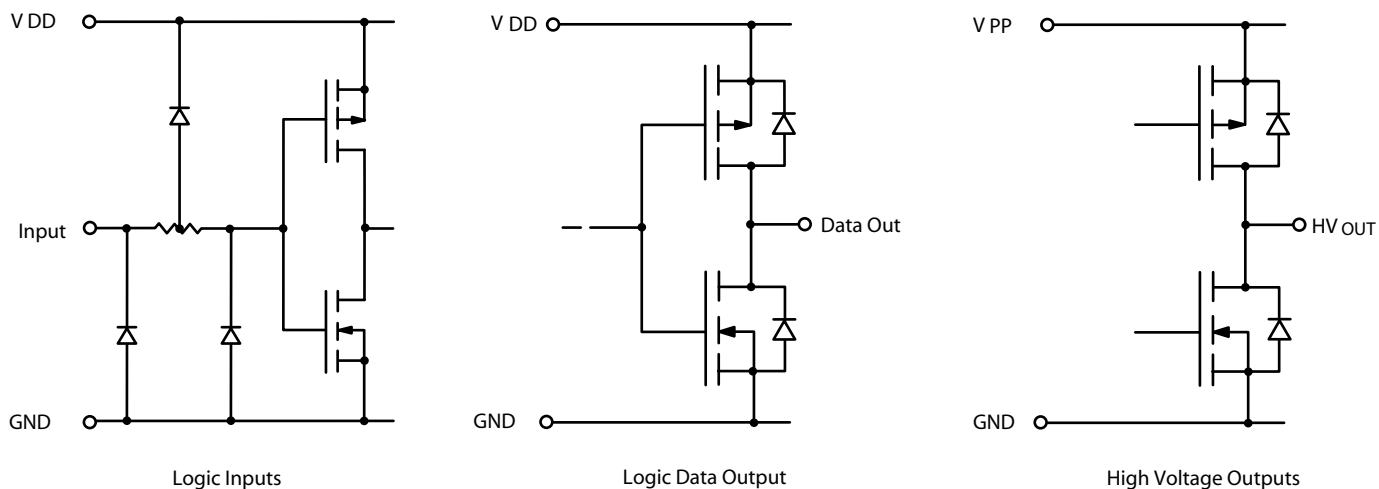 V DD
Input
GND
Logic Inputs
V DD
Data Out
GND
Logic Data Output
V PP
HV OUT
GND
High Voltage Outputs